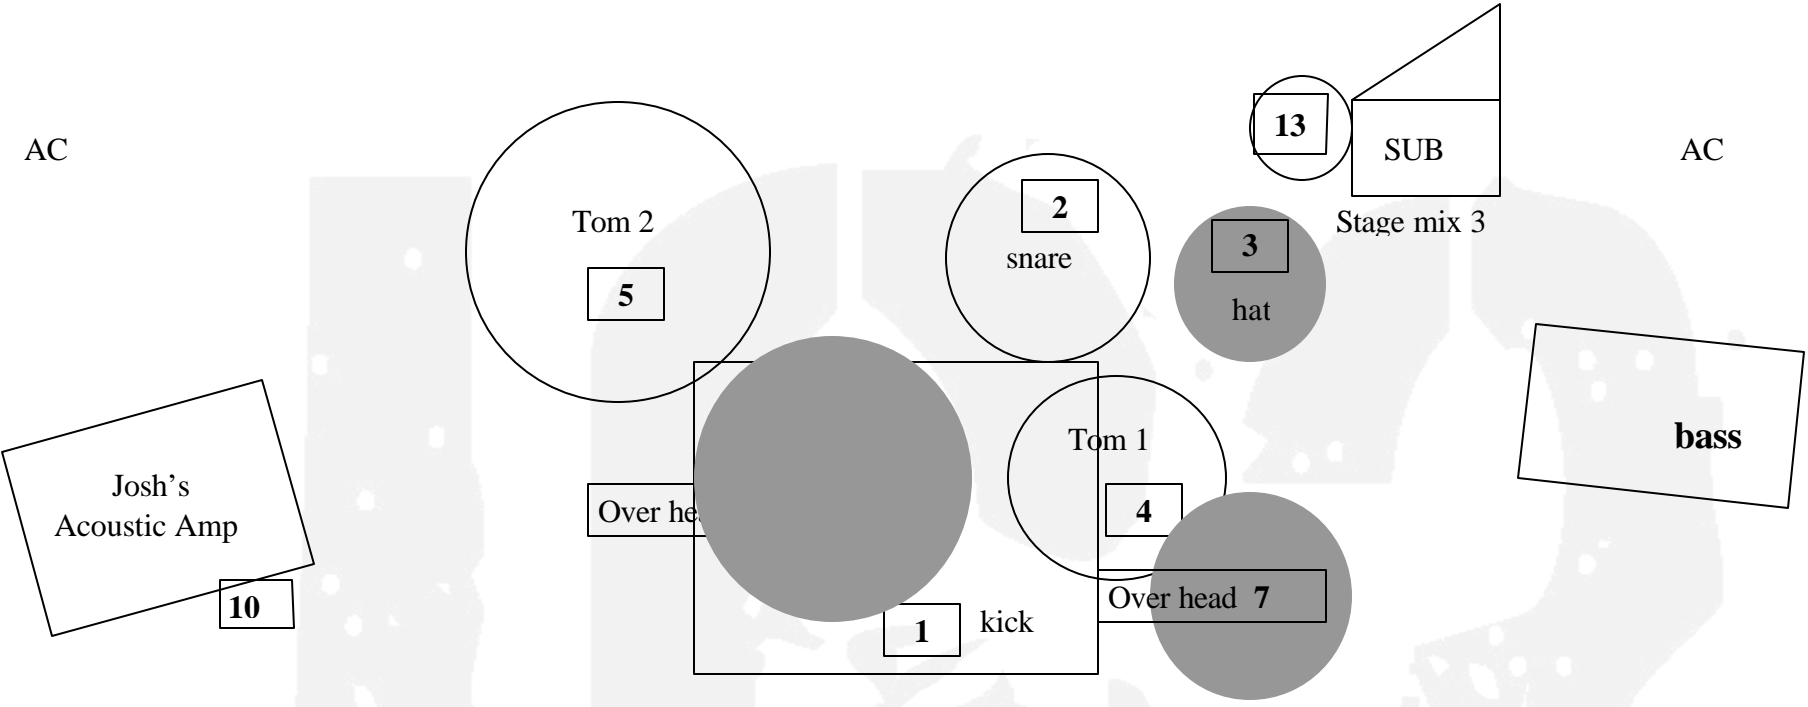 13
AC
SUB
AC
2
Tom 2
Stage mix 3
3
snare
5
hat
bass
Tom 1
Josh’s
Acoustic Amp
Over
4
Over head 7
10
1
kick